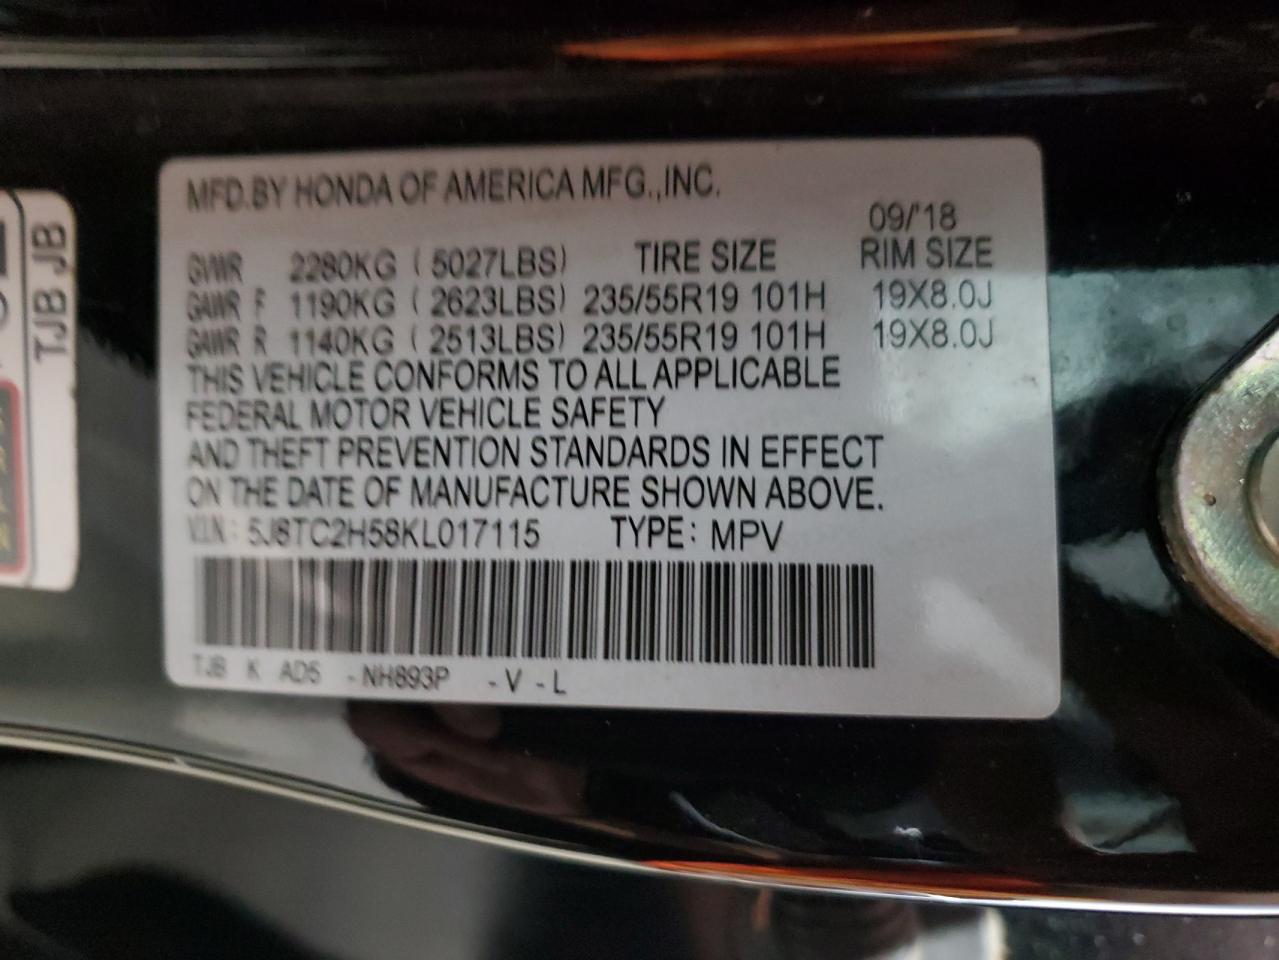 MFD.BY HONDA OF AMERICA MFG.,INC.
09/'18
GVWR 2280KG ( 5027LBS) TIRE SIZE RIM SIZE
GAWR F 1190KG ( 2623LBS) 235/55R19 101H 19X8.0J
GAWR R 1140KG ( 2513LBS) 235/55R19 101H 19X8.0J
THIS VEHICLE CONFORMS TO ALL APPLICABLE
FEDERAL MOTOR VEHICLE SAFETY
AND THEFT PREVENTION STANDARDS IN EFFECT
ON THE DATE OF MANUFACTURE SHOWN ABOVE.
V.I.N: 5J8TC2H58KL017115 TYPE: MPV
TJB K AD5 -NH893P -V -L
TJB JB